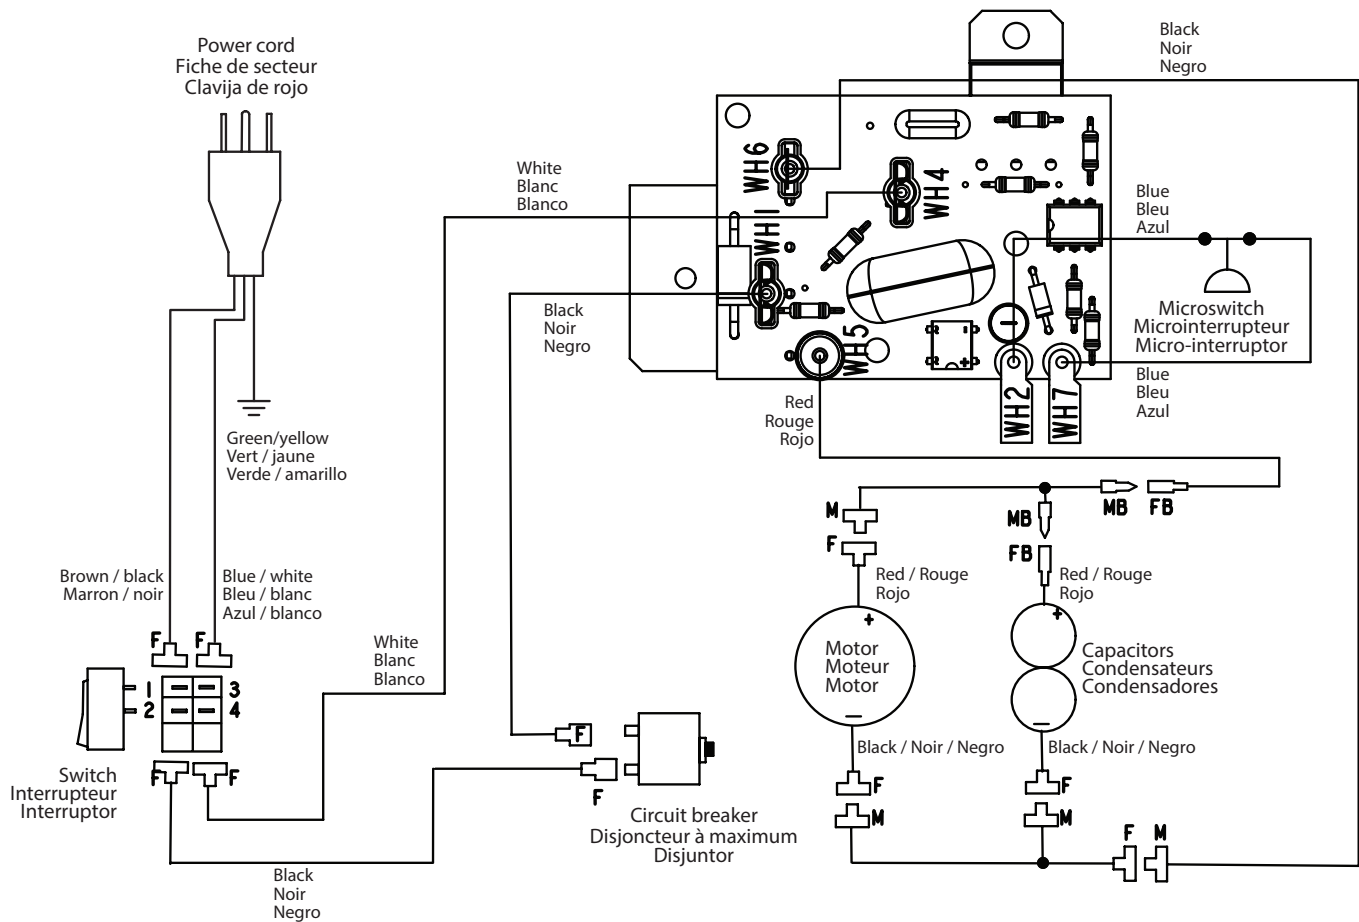 Power cord
Fiche de secteur
Clavija de rojo
Black
Noir
Negro
White
Blanc
Blanco
WH6
WH4
WH1
Blue
Bleu
Azul
Black
Noir
Negro
Microswitch
Microinterrupteur
Micro-interruptor
WH5
WH2
WH7
Blue
Bleu
Azul
Red
Rouge
Rojo
Green/yellow
Vert / jaune
Verde / amarillo
M
F
MB
FB
MB
FB
Brown / black
Marron / noir
Blue / white
Bleu / blanc
Azul / blanco
Red / Rouge
Rojo
Red / Rouge
Rojo
F
F
White
Blanc
Blanco
+
Motor
Moteur
Motor
–
+
Capacitors
Condensateurs
Condensadores
–
1
2
3
4
F
F
Switch
Interrupteur
Interruptor
F
F
Black / Noir / Negro
Black / Noir / Negro
F
M
F
M
Circuit breaker
Disjoncteur à maximum
Disjuntor
F
M
Black
Noir
Negro